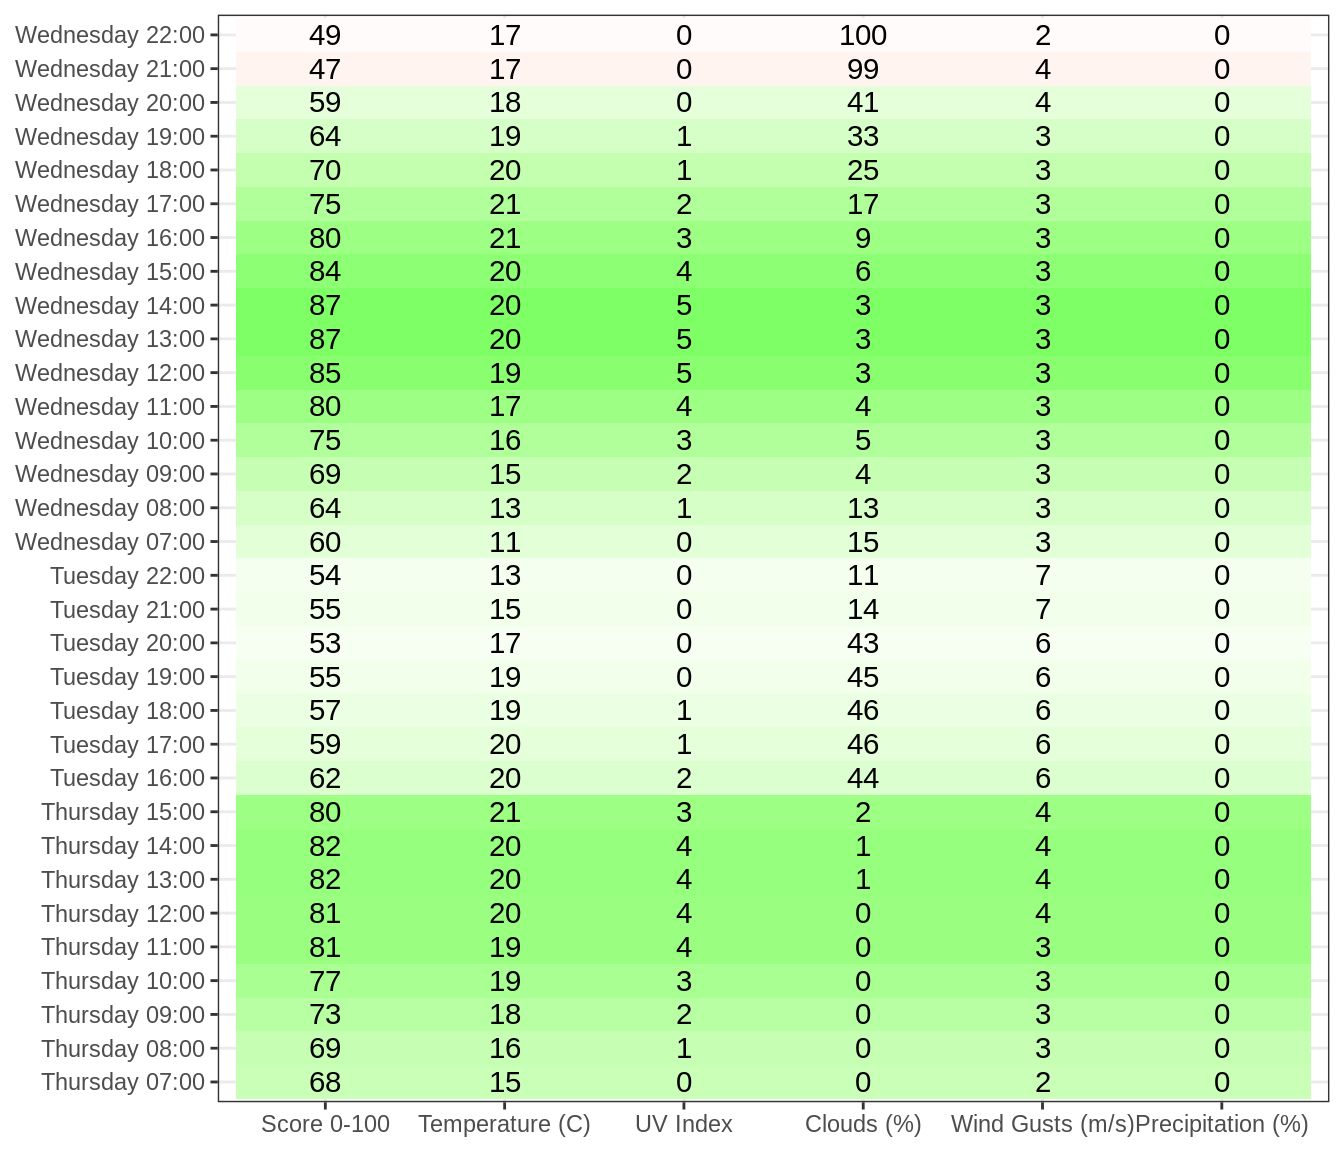 Wednesday 22:00 49 17 0 100 2 0
Wednesday 21:00 47 17 0 99 4 0
Wednesday 20:00 59 18 0 41 4 0
Wednesday 19:00 64 19 1 33 3 0
Wednesday 18:00 70 20 1 25 3 0
Wednesday 17:00 75 21 2 17 3 0
Wednesday 16:00 80 21 3 9 3 0
Wednesday 15:00 84 20 4 6 3 0
Wednesday 14:00 87 20 5 3 3 0
Wednesday 13:00 87 20 5 3 3 0
Wednesday 12:00 85 19 5 3 3 0
Wednesday 11:00 80 17 4 4 3 0
Wednesday 10:00 75 16 3 5 3 0
Wednesday 09:00 69 15 2 4 3 0
Wednesday 08:00 64 13 1 13 3 0
Wednesday 07:00 60 11 0 15 3 0
Tuesday 22:00 54 13 0 11 7 0
Tuesday 21:00 55 15 0 14 7 0
Tuesday 20:00 53 17 0 43 6 0
Tuesday 19:00 55 19 0 45 6 0
Tuesday 18:00 57 19 1 46 6 0
Tuesday 17:00 59 20 1 46 6 0
Tuesday 16:00 62 20 2 44 6 0
Thursday 15:00 80 21 3 2 4 0
Thursday 14:00 82 20 4 1 4 0
Thursday 13:00 82 20 4 1 4 0
Thursday 12:00 81 20 4 0 4 0
Thursday 11:00 81 19 4 0 3 0
Thursday 10:00 77 19 3 0 3 0
Thursday 09:00 73 18 2 0 3 0
Thursday 08:00 69 16 1 0 3 0
Thursday 07:00 68 15 0 0 2 0
Score 0-100 Temperature (C) UV Index Clouds (%) Wind Gusts (m/s) Precipitation (%)